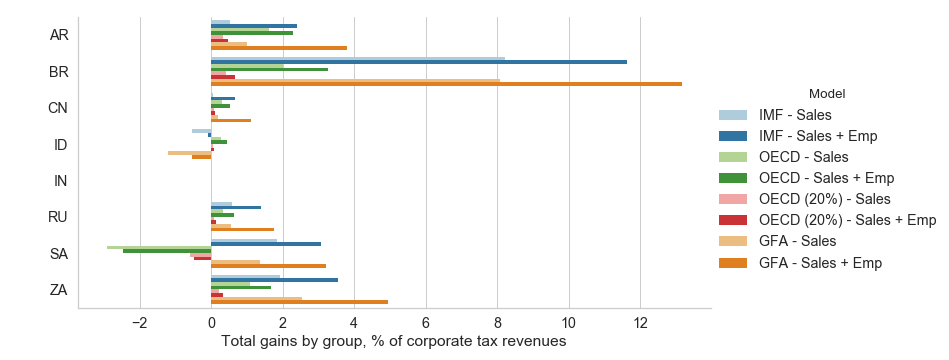 AR
BR
CN
ID
IN
RU
SA
ZA
−2 0 2 4 6 8 10 12
Total gains by group, % of corporate tax revenues
Model
IMF - Sales
IMF - Sales + Emp
OECD - Sales
OECD - Sales + Emp
OECD (20%) - Sales
OECD (20%) - Sales + Emp
GFA - Sales
GFA - Sales + Emp